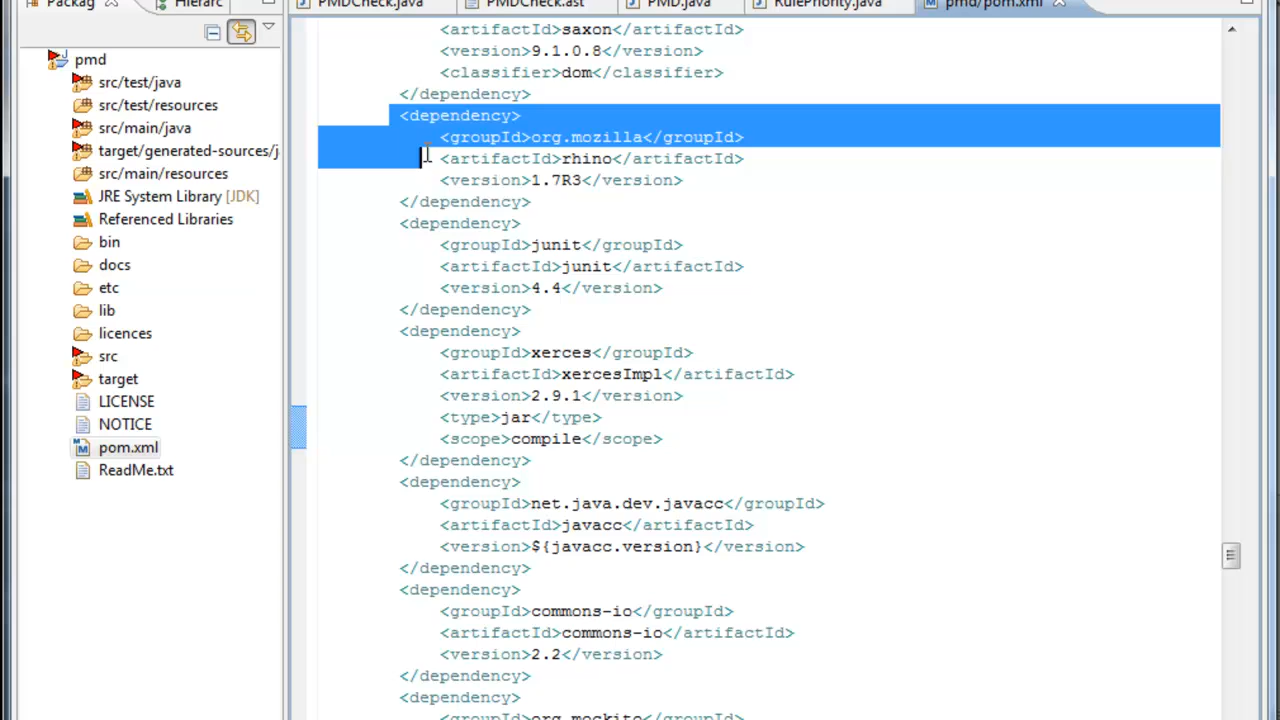 Packag
Hierarc
PMDCheck.java
PMDCheck.ast
PMD.java
RulePriority.java
pmd/pom.xml
pmd
src/test/java
src/test/resources
src/main/java
target/generated-sources/j
src/main/resources
JRE System Library [JDK]
Referenced Libraries
bin
docs
etc
lib
licences
src
target
LICENSE
NOTICE
pom.xml
ReadMe.txt
<artifactId>saxon</artifactId>
<version>9.1.0.8</version>
<classifier>dom</classifier>
</dependency>
<dependency>
<groupId>org.mozilla</groupId>
<artifactId>rhino</artifactId>
<version>1.7R3</version>
</dependency>
<dependency>
<groupId>junit</groupId>
<artifactId>junit</artifactId>
<version>4.4</version>
</dependency>
<dependency>
<groupId>xerces</groupId>
<artifactId>xercesImpl</artifactId>
<version>2.9.1</version>
<type>jar</type>
<scope>compile</scope>
</dependency>
<dependency>
<groupId>net.java.dev.javacc</groupId>
<artifactId>javacc</artifactId>
<version>${javacc.version}</version>
</dependency>
<dependency>
<groupId>commons-io</groupId>
<artifactId>commons-io</artifactId>
<version>2.2</version>
</dependency>
<dependency>
<groupId>org.mockito</groupId>